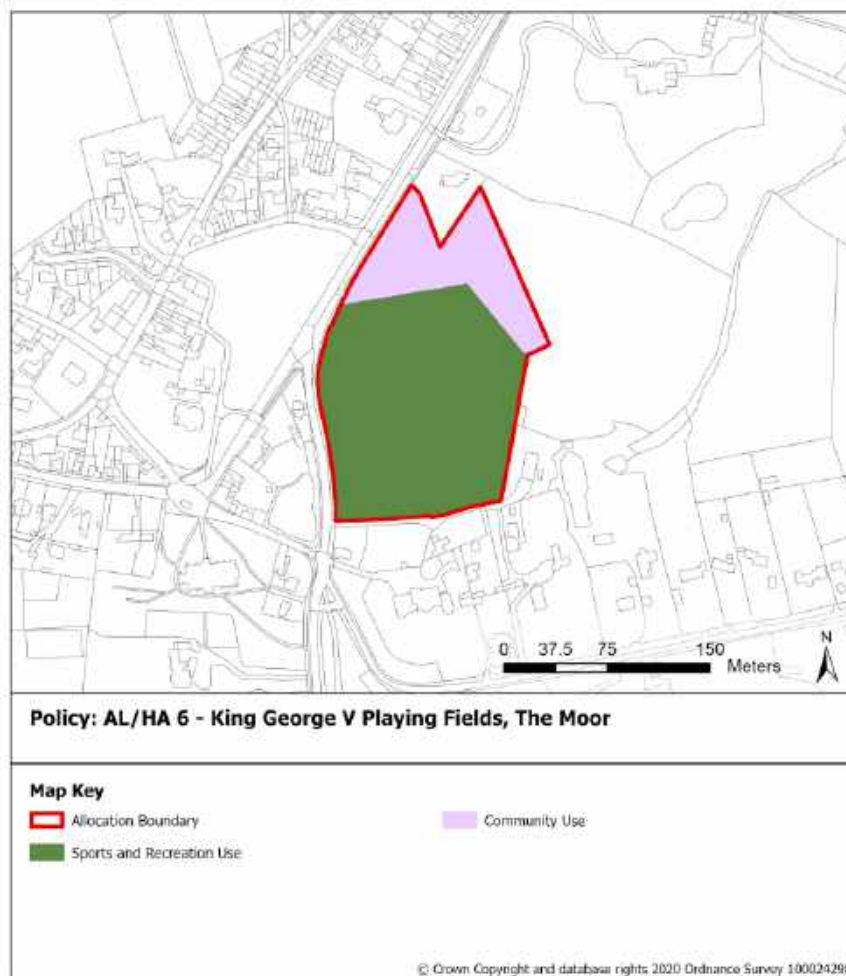 N
0 37.5 75 150
Meters
Policy: AL/HA 6 - King George V Playing Fields, The Moor
Map Key
Allocation Boundary
Community Use
Sports and Recreation Use
© Crown Copyright and database rights 2020 Ordnance Survey